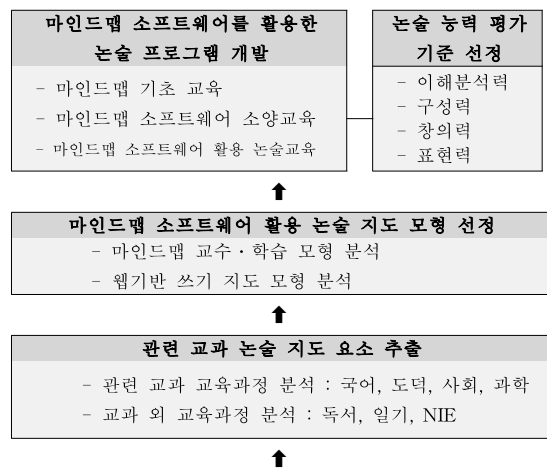 마인드맵 소프트웨어를 활용한
논술 프로그램 개발
- 마인드맵 기초 교육
- 마인드맵 소프트웨어 소양교육
- 마인드맵 소프트웨어 활용 논술교육
논술 능력 평가
기준 선정
- 이해분석력
- 구성력
- 창의력
- 표현력
마인드맵 소프트웨어 활용 논술 지도 모형 선정
- 마인드맵 교수·학습 모형 분석
- 웹기반 쓰기 지도 모형 분석
관련 교과 논술 지도 요소 추출
- 관련 교과 교육과정 분석 : 국어, 도덕, 사회, 과학
- 교과 외 교육과정 분석 : 독서, 일기, NIE